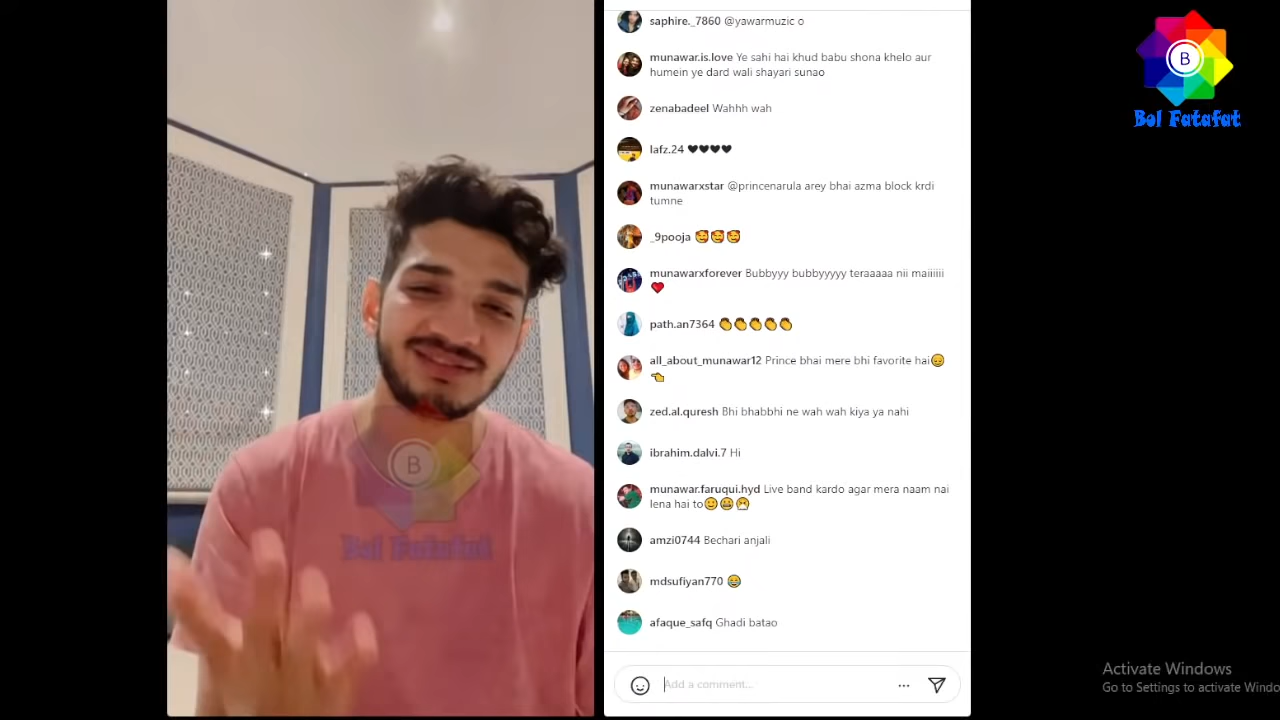 saphire._7860 @yawarmuzic o
munawar.is.love Ye sahi hai khud babu shona khelo aur
humein ye dard wali shayari sunao
zenabadeel Wahhh wah
lafz.24 🖤🖤🖤🖤
munawarxstar @princenarula arey bhai azma block krdi
tumne
_9pooja 🥰🥰🥰
munawarxforever Bubbyyy bubbyyyyy teraaaaa nii maiiiiii
❤️
path.an7364 👏👏👏👏👏
all_about_munawar12 Prince bhai mere bhi favorite hai😑
👈
zed.al.quresh Bhi bhabbhi ne wah wah kiya ya nahi
ibrahim.dalvi.7 Hi
munawar.faruqui.hyd Live band kardo agar mera naam nai
lena hai to😊😂😤
amzi0744 Bechari anjali
mdsufiyan770 😂
afaque_safq Ghadi batao
Add a comment...
B
Bol Fatafat
B
Bol Fatafat
Activate Windows
Go to Settings to activate Windo